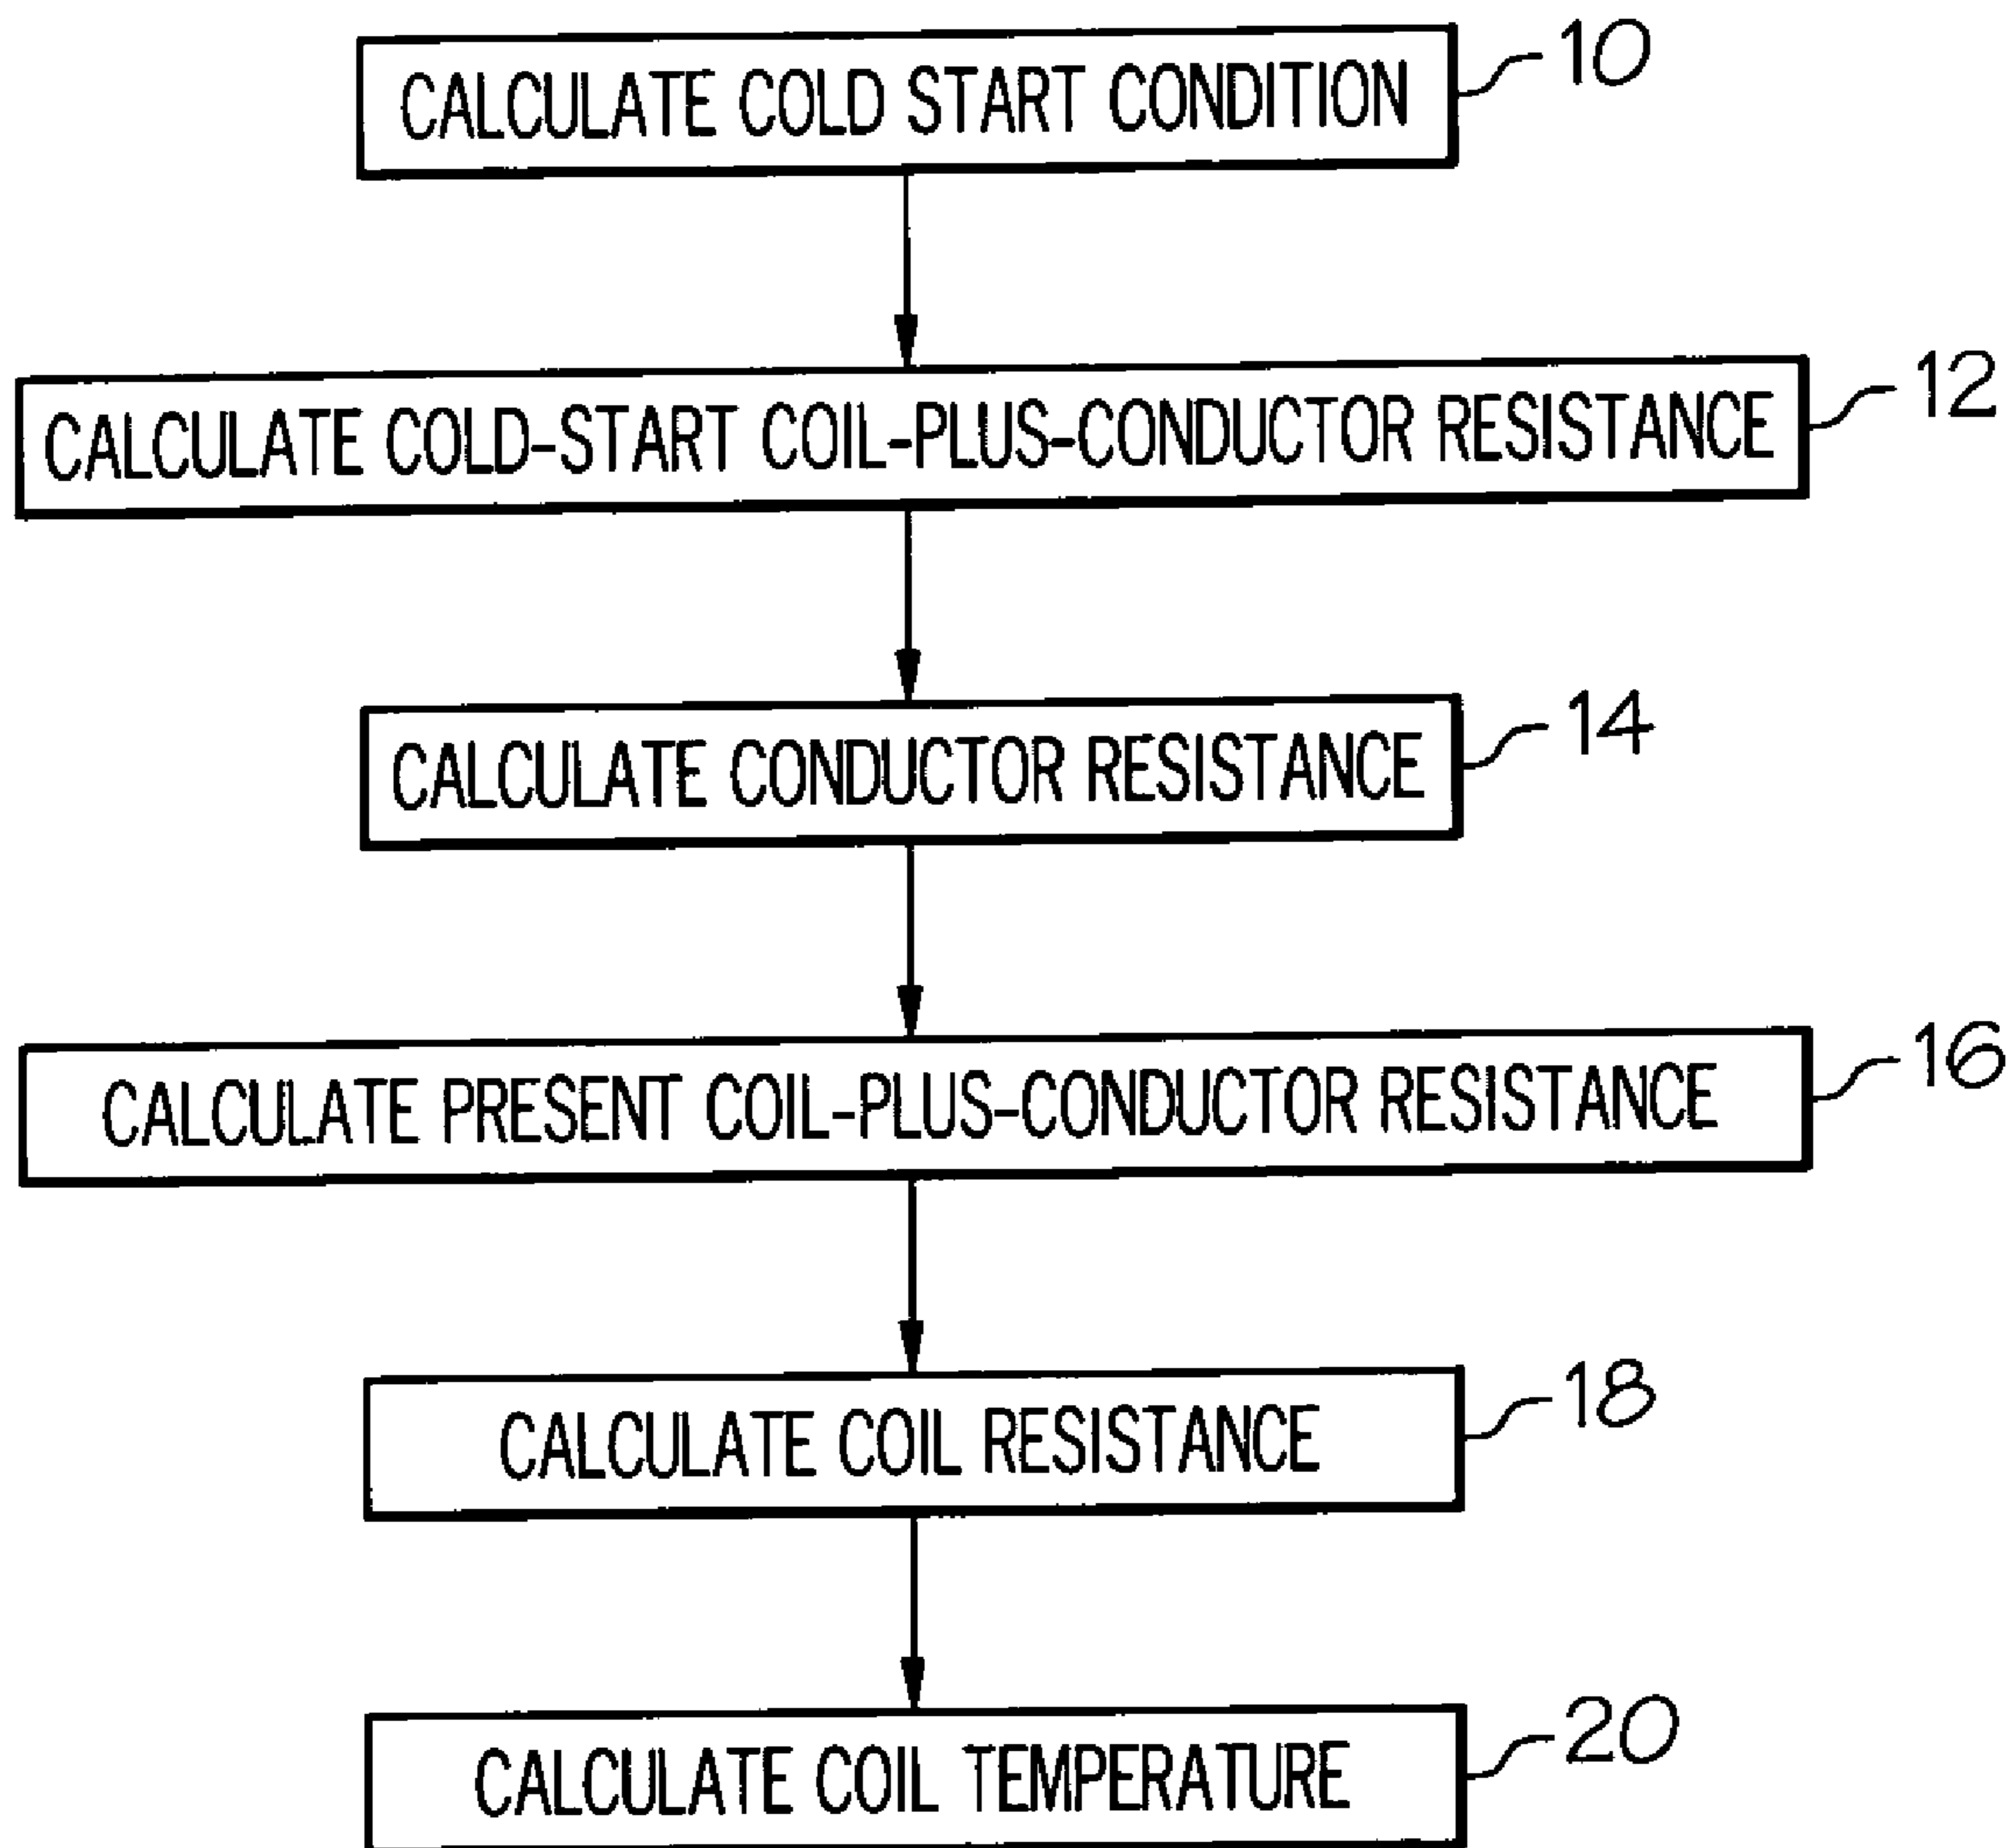 CALCULATE COLD START CONDITION 10
CALCULATE COLD-START COIL-PLUS-CONDUCTOR RESISTANCE 12
CALCULATE CONDUCTOR RESISTANCE 14
CALCULATE PRESENT COIL-PLUS-CONDUCTOR RESISTANCE 16
CALCULATE COIL RESISTANCE 18
CALCULATE COIL TEMPERATURE 20